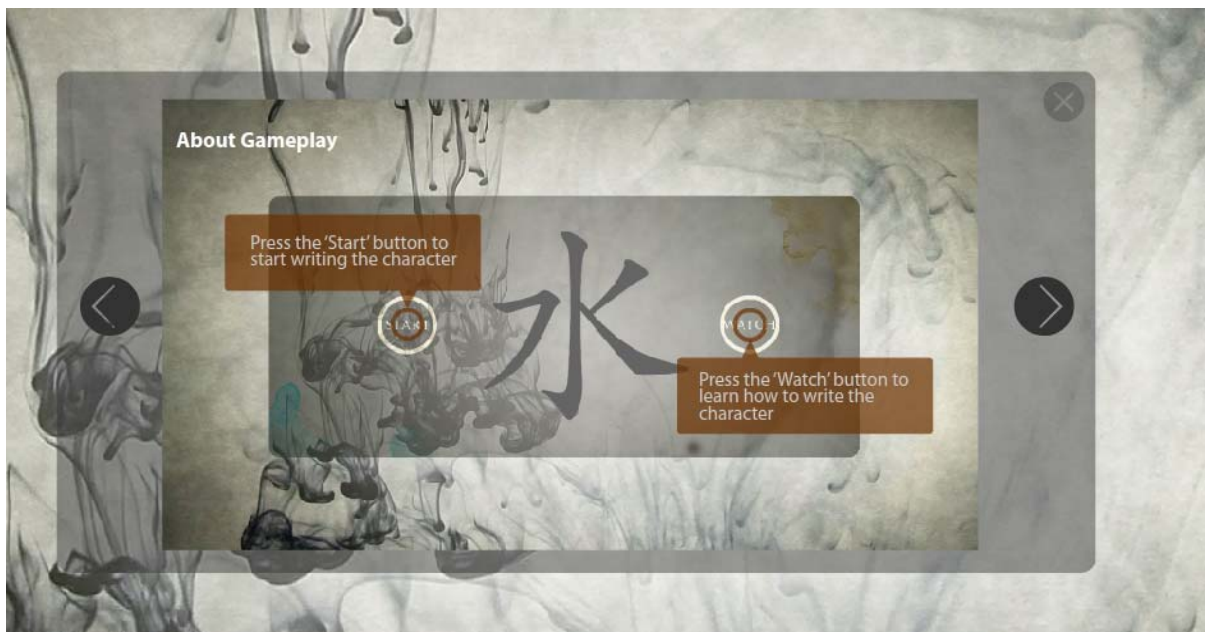 About Gameplay
Press the ‘Start’ button to
start writing the character
水
START
WATCH
Press the ‘Watch’ button to
learn how to write the
character